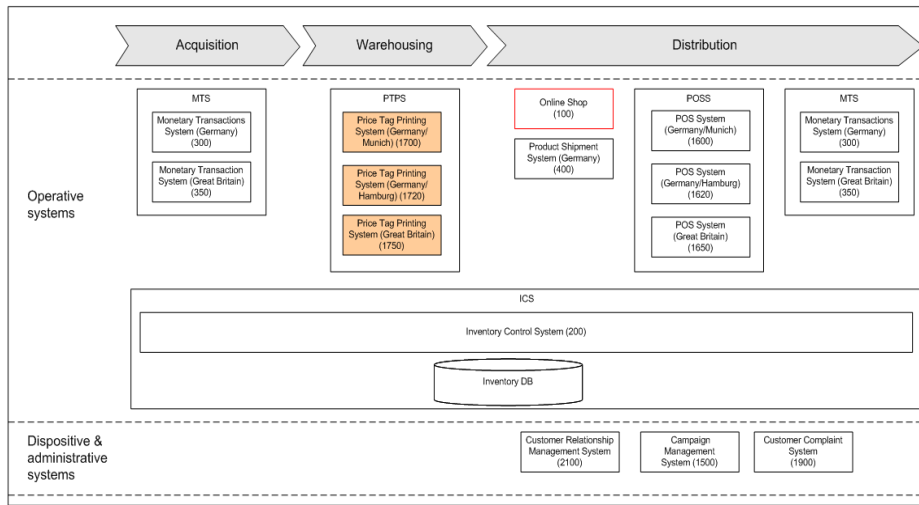 Acquisition
Warehousing
Distribution
Operative
systems
MTS
Monetary Transactions
System (Germany)
(300)
Monetary Transaction
System (Great Britain)
(350)
PTPS
Price Tag Printing
System (Germany/
Munich) (1700)
Price Tag Printing
System (Germany/
Hamburg) (1720)
Price Tag Printing
System (Great Britain)
(1750)
Online Shop
(100)
Product Shipment
System (Germany)
(400)
POSS
POS System
(Germany/Munich)
(1600)
POS System
(Germany/Hamburg)
(1620)
POS System
(Great Britain)
(1650)
MTS
Monetary Transactions
System (Germany)
(300)
Monetary Transaction
System (Great Britain)
(350)
ICS
Inventory Control System (200)
Inventory DB
Dispositive &
administrative
systems
Customer Relationship
Management System
(2100)
Campaign
Management
System (1500)
Customer Complaint
System
(1900)